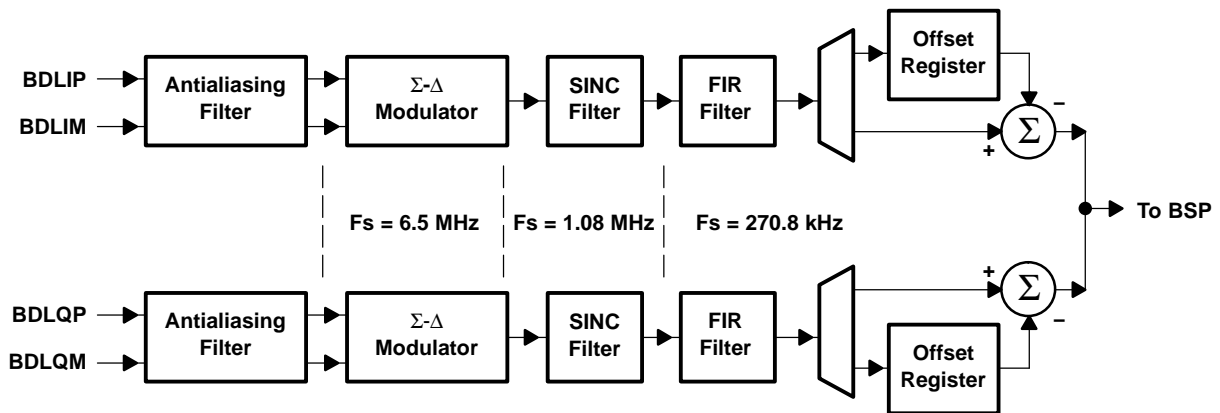 BDLIP
BDLIM
Antialiasing
Filter
Σ-Δ
Modulator
SINC
Filter
FIR
Filter
Offset
Register
−
+
Σ
Fs = 6.5 MHz
Fs = 1.08 MHz
Fs = 270.8 kHz
To BSP
BDLQP
BDLQM
Antialiasing
Filter
Σ-Δ
Modulator
SINC
Filter
FIR
Filter
+
Σ
−
Offset
Register